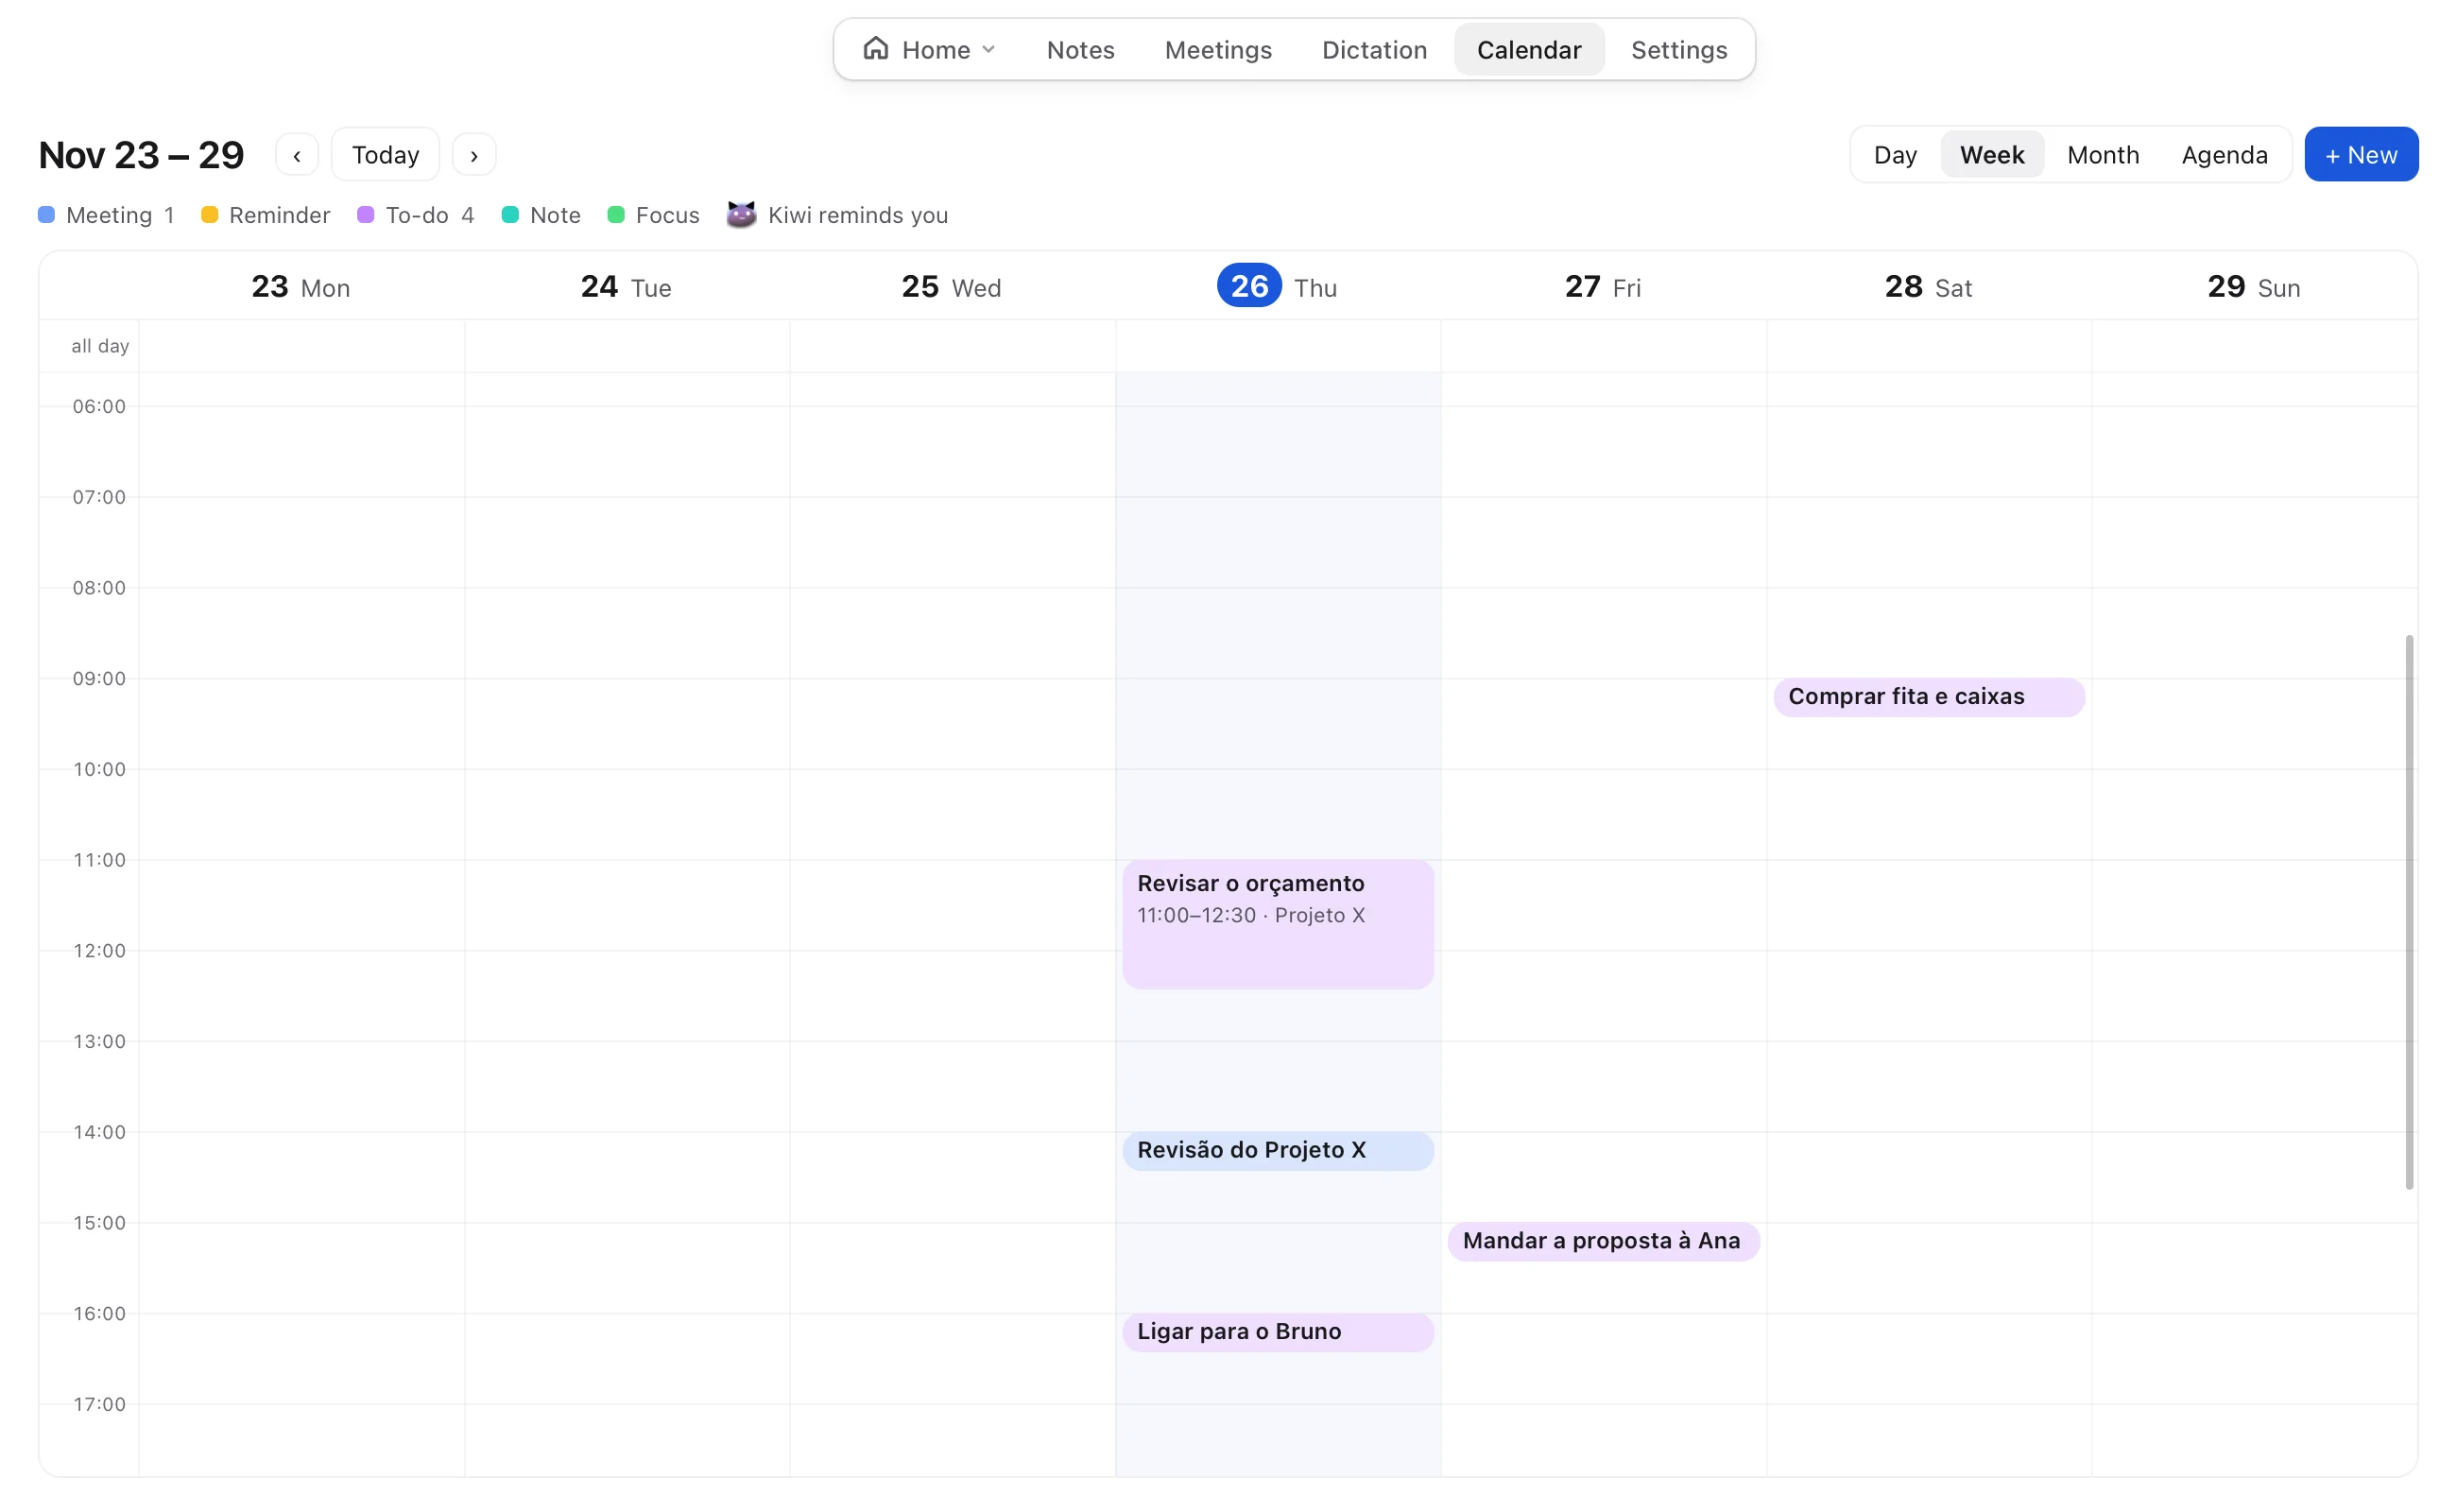 Home Notes Meetings Dictation Calendar Settings
Nov 23 – 29 ‹ Today › Day Week Month Agenda + New
Meeting 1 Reminder To-do 4 Note Focus Kiwi reminds you
23 Mon 24 Tue 25 Wed 26 Thu 27 Fri 28 Sat 29 Sun
all day
06:00
07:00
08:00
09:00
Comprar fita e caixas
10:00
11:00
Revisar o orçamento
11:00–12:30 · Projeto X
12:00
13:00
14:00
Revisão do Projeto X
15:00
Mandar a proposta à Ana
16:00
Ligar para o Bruno
17:00